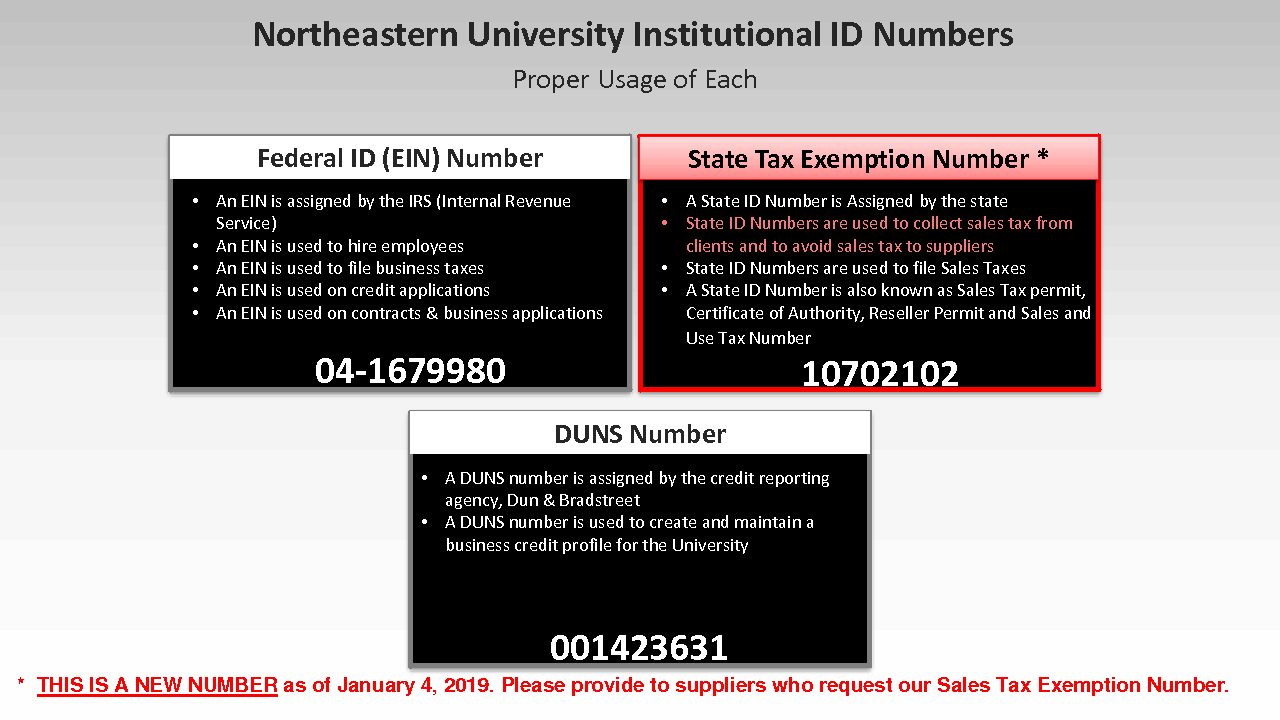 Northeastern University Institutional ID Numbers
Proper Usage of Each
Federal ID (EIN) Number
• An EIN is assigned by the IRS (Internal Revenue
Service)
• An EIN is used to hire employees
• An EIN is used to file business taxes
• An EIN is used on credit applications
• An EIN is used on contracts & business applications
04-1679980
State Tax Exemption Number *
• A State ID Number is Assigned by the state
• State ID Numbers are used to collect sales tax from
clients and to avoid sales tax to suppliers
• State ID Numbers are used to file Sales Taxes
• A State ID Number is also known as Sales Tax permit,
Certificate of Authority, Reseller Permit and Sales and
Use Tax Number
10702102
DUNS Number
• A DUNS number is assigned by the credit reporting
agency, Dun & Bradstreet
• A DUNS number is used to create and maintain a
business credit profile for the University
001423631
* THIS IS A NEW NUMBER as of January 4, 2019. Please provide to suppliers who request our Sales Tax Exemption Number.